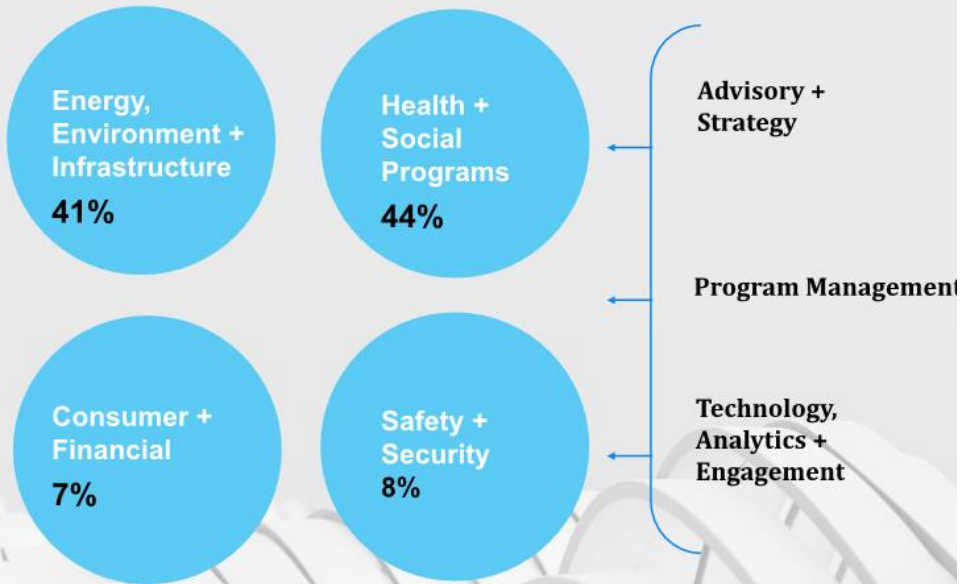 Energy,
Environment +
Infrastructure
41%
Health +
Social
Programs
44%
Advisory +
Strategy
Program Management
Consumer +
Financial
7%
Safety +
Security
8%
Technology,
Analytics +
Engagement